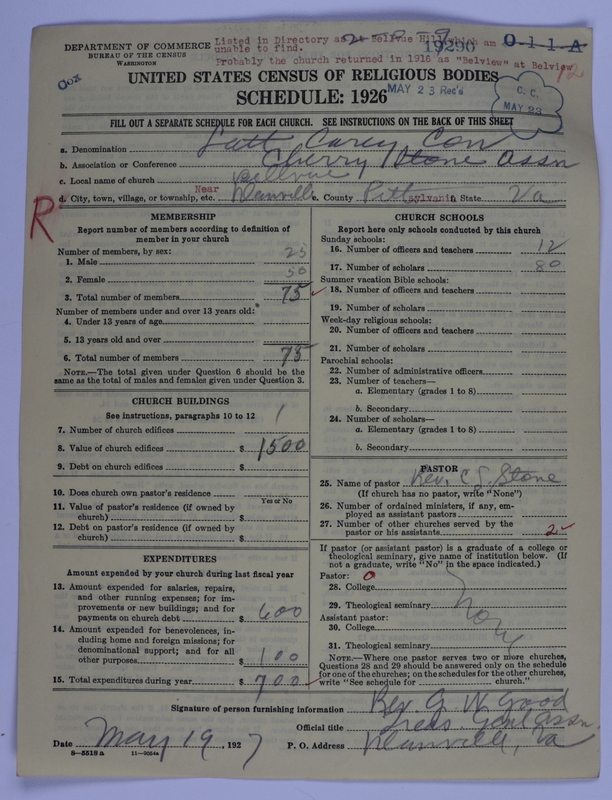 DEPARTMENT OF COMMERCE
BUREAU OF THE CENSUS
WASHINGTON
Listed in Directory as at Bellvue Hill which am
unable to find.
Probably the church returned in 1916 as "Belview" at Belview
19290
0-1-1-A
12
Cox
UNITED STATES CENSUS OF RELIGIOUS BODIES
MAY 23 Rec'd
SCHEDULE: 1926
C. C.
MAY 23
FILL OUT A SEPARATE SCHEDULE FOR EACH CHURCH. SEE INSTRUCTIONS ON THE BACK OF THIS SHEET
a. Denomination Lutt Carey Con
b. Association or Conference Cherry Stone Assn
c. Local name of church Bellvue
d. City, town, village, or township, etc. Near Danville e. County Pittsylvania f. State Va
R
MEMBERSHIP
Report number of members according to definition of
member in your church
Number of members, by sex:
1. Male 25
2. Female 50
3. Total number of members 75
Number of members under and over 13 years old:
4. Under 13 years of age
5. 13 years old and over
6. Total number of members 75
NOTE.—The total given under Question 6 should be
same as the total of males and females given under Question 3.
CHURCH BUILDINGS
See instructions, paragraphs 10 to 12
7. Number of church edifices 1
8. Value of church edifices $ 1500
9. Debt on church edifices $
10. Does church own pastor's residence
Yes or No
11. Value of pastor's residence (if owned by
church) $
12. Debt on pastor's residence (if owned by
church) $
EXPENDITURES
Amount expended by your church during last fiscal year
13. Amount expended for salaries, repairs,
and other running expenses; for im-
provements or new buildings; and for
payments on church debt $ 600
14. Amount expended for benevolences, in-
cluding home and foreign missions; for
denominational support; and for all
other purposes $ 100
15. Total expenditures during year $ 700
CHURCH SCHOOLS
Report here only schools conducted by this church
Sunday schools:
16. Number of officers and teachers 12
17. Number of scholars 80
Summer vacation Bible schools:
18. Number of officers and teachers
19. Number of scholars
Week-day religious schools:
20. Number of officers and teachers
21. Number of scholars
Parochial schools:
22. Number of administrative officers
23. Number of teachers—
a. Elementary (grades 1 to 8)
b. Secondary
24. Number of scholars—
a. Elementary (grades 1 to 8)
b. Secondary
PASTOR
25. Name of pastor Rev. C S. Stone
(If church has no pastor, write "None")
26. Number of ordained ministers, if any, em-
ployed as assistant pastors
27. Number of other churches served by the
pastor or his assistants 2
If pastor (or assistant pastor) is a graduate of a college or
theological seminary, give name of institution below. (If
not a graduate, write "No" in the space indicated.)
Pastor: 0
28. College
29. Theological seminary None
Assistant pastor:
30. College
31. Theological seminary
NOTE.—Where one pastor serves two or more churches,
Questions 28 and 29 should be answered only on the schedule
for one of the churches; on the schedules for the other churches,
write "See schedule for church."
Signature of person furnishing information Rev. G. W. Good
Official title Treas Genl Assn.
Date May 19, 1927 P. O. Address Danville, Va
8—5518 a 11—9054a